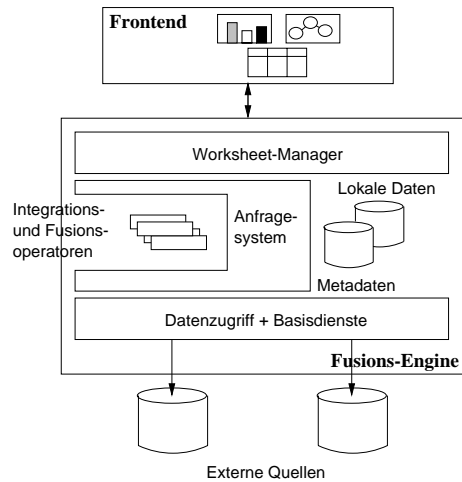 Frontend
Worksheet-Manager
Lokale Daten
Integrations-
und Fusions-
operatoren
Anfrage-
system
Metadaten
Datenzugriff + Basisdienste
Fusions-Engine
Externe Quellen